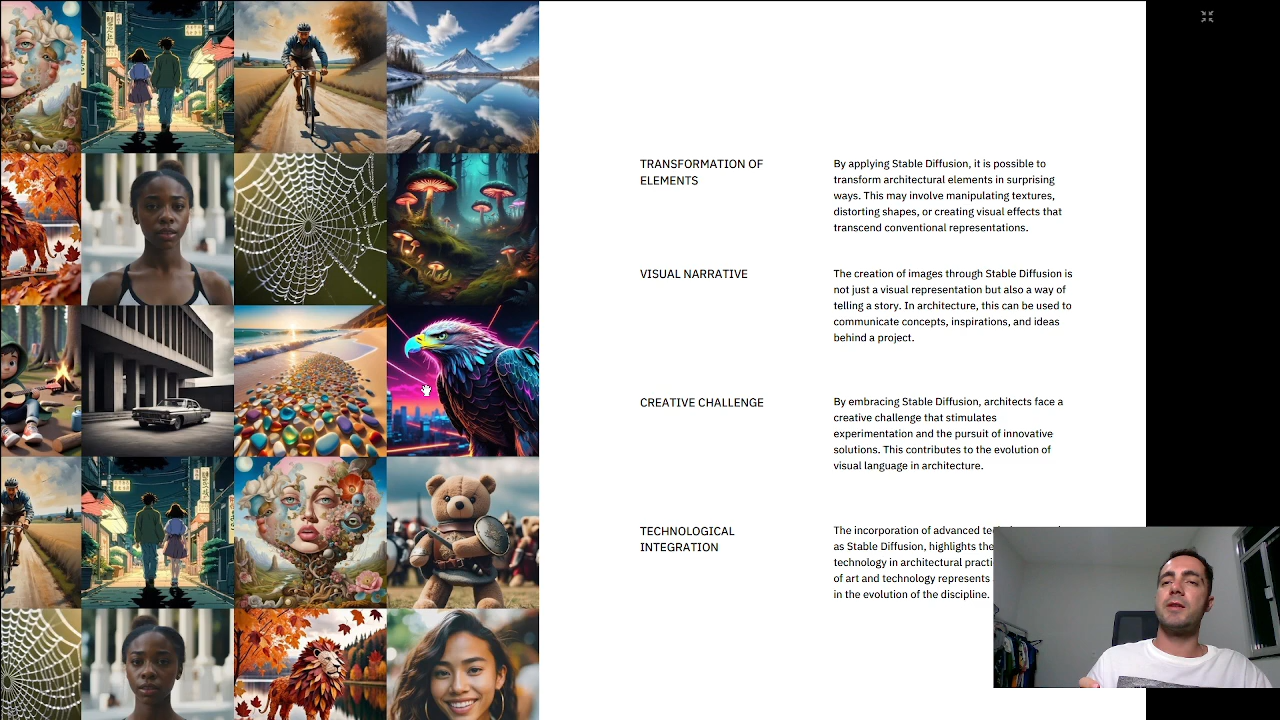 TRANSFORMATION OF
ELEMENTS
By applying Stable Diffusion, it is possible to
transform architectural elements in surprising
ways. This may involve manipulating textures,
distorting shapes, or creating visual effects that
transcend conventional representations.
VISUAL NARRATIVE
The creation of images through Stable Diffusion is
not just a visual representation but also a way of
telling a story. In architecture, this can be used to
communicate concepts, inspirations, and ideas
behind a project.
CREATIVE CHALLENGE
By embracing Stable Diffusion, architects face a
creative challenge that stimulates
experimentation and the pursuit of innovative
solutions. This contributes to the evolution of
visual language in architecture.
TECHNOLOGICAL
INTEGRATION
The incorporation of advanced
as Stable Diffusion, highlights the
technology in architectural
of art and technology represents
in the evolution of the discipline.